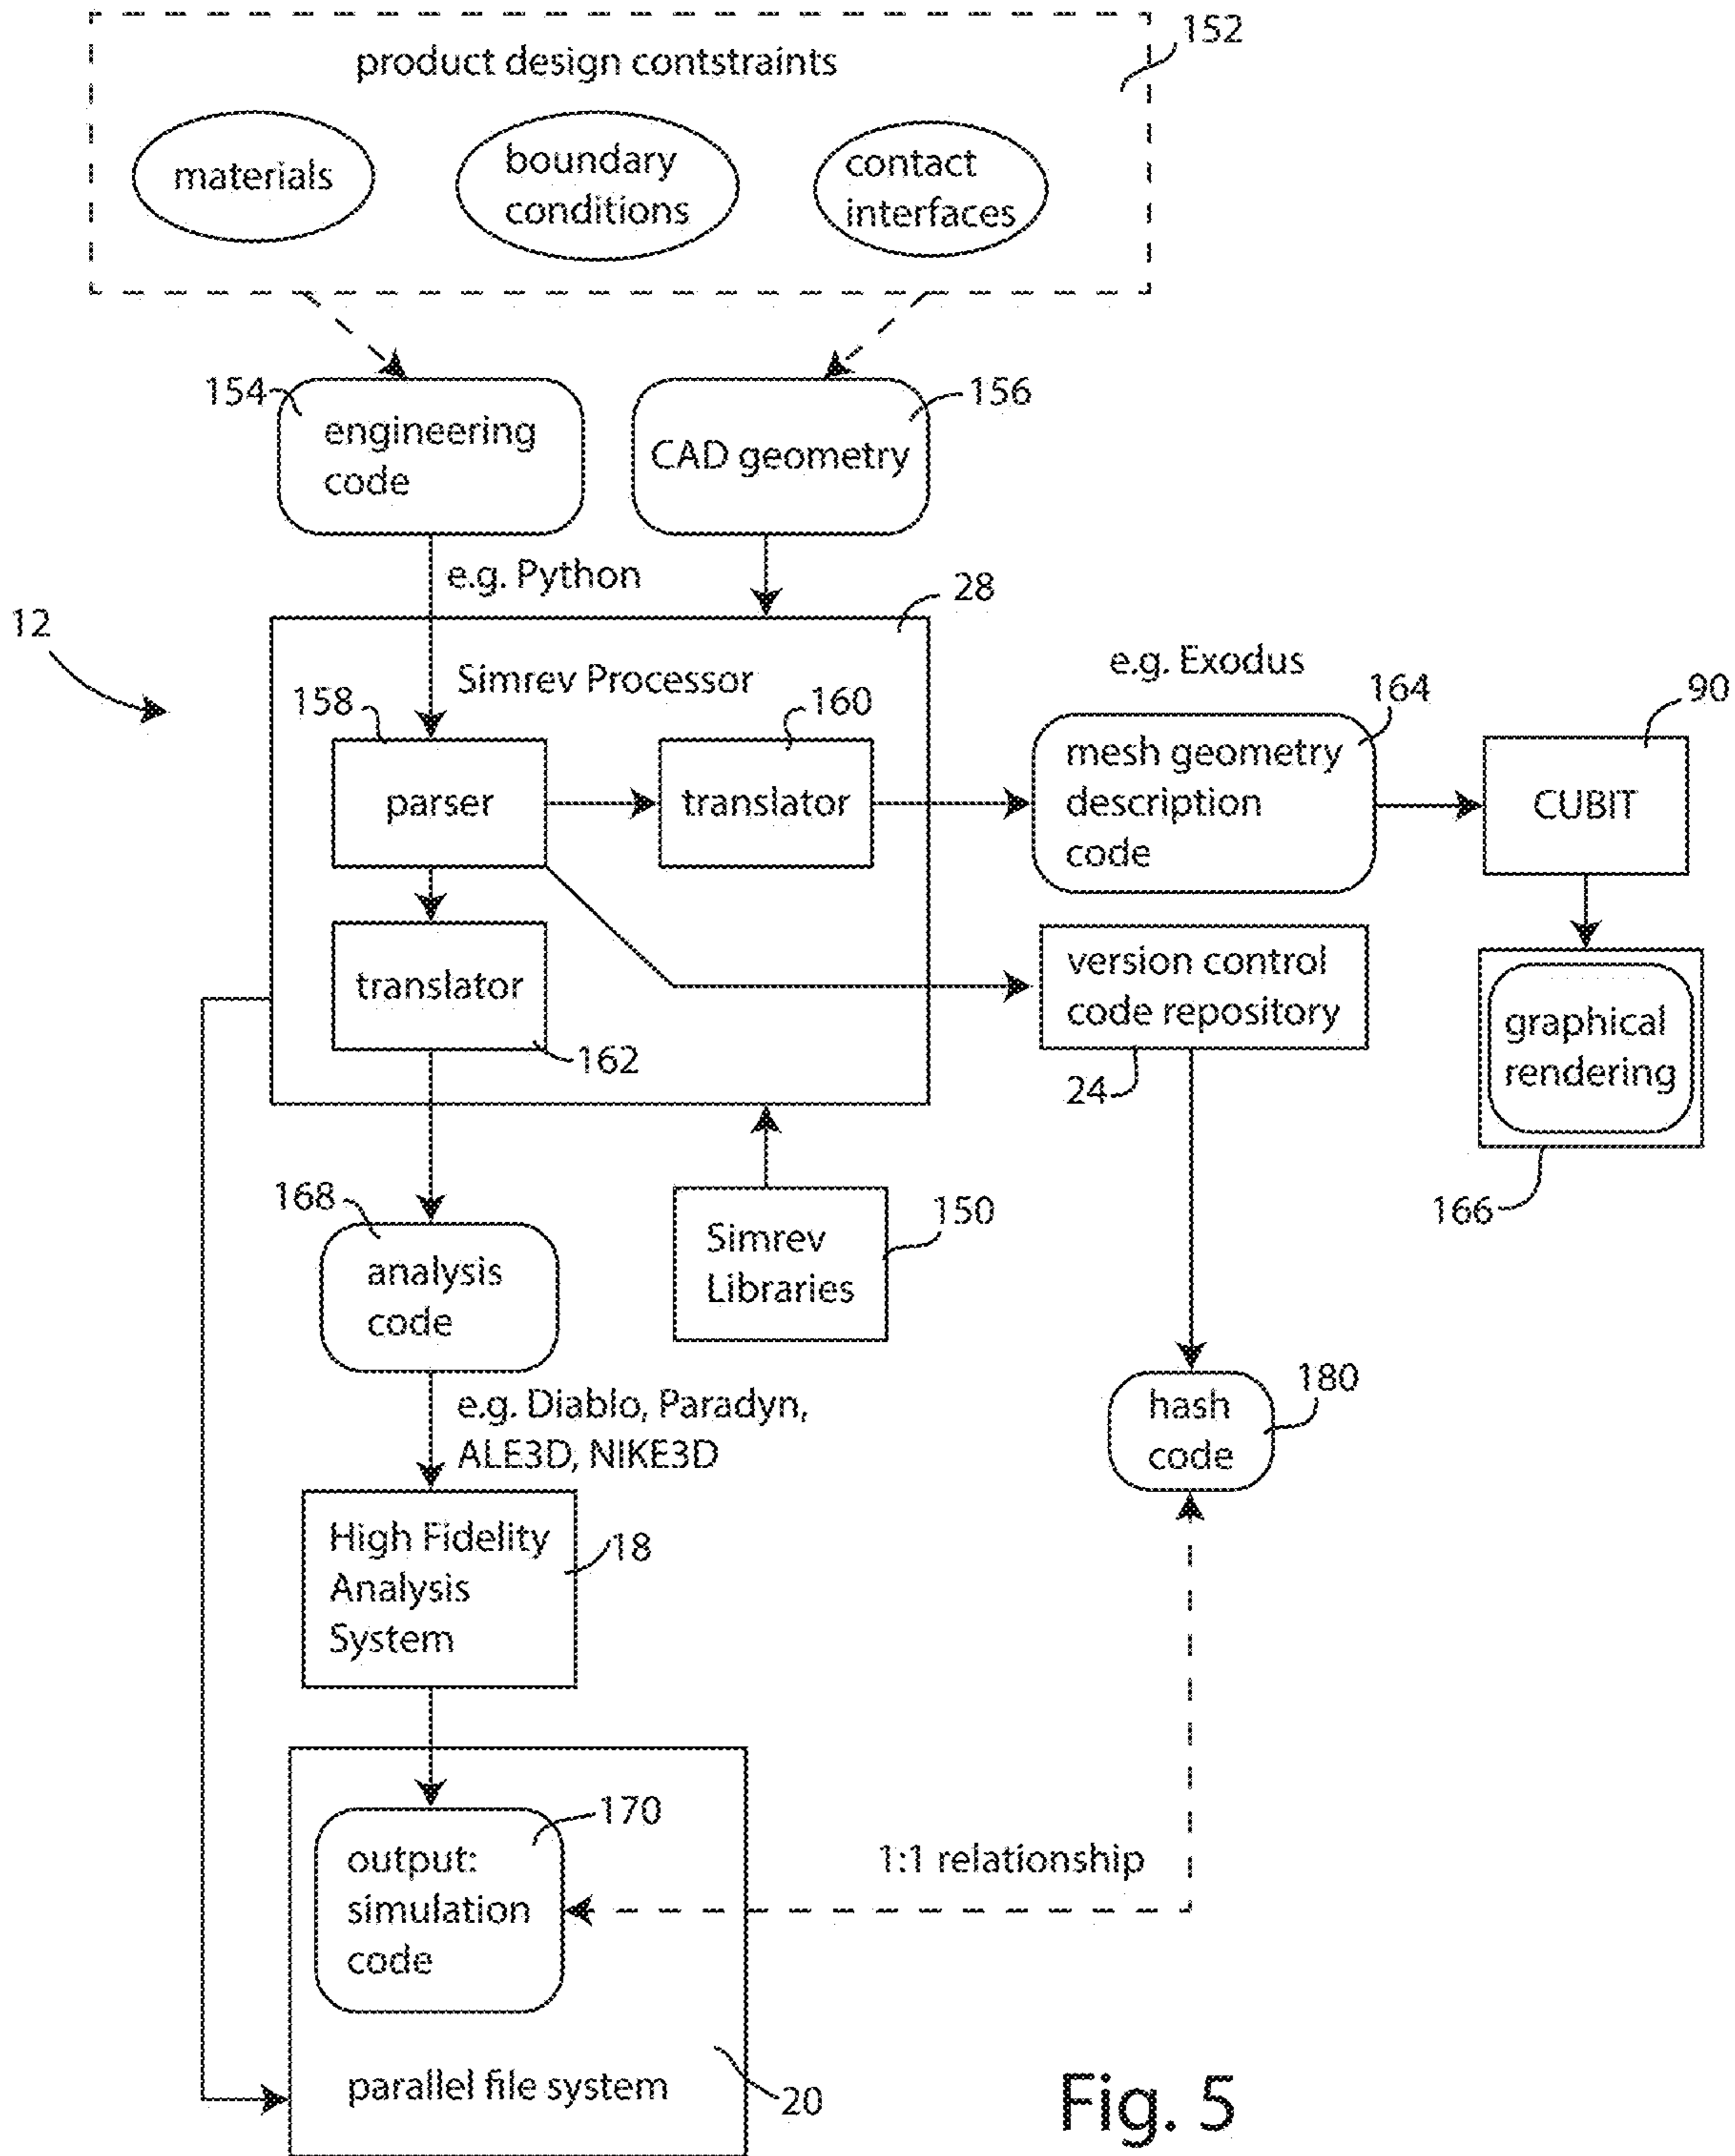 152
product design contstraints
materials
boundary
conditions
contact
interfaces
154
engineering
code
CAD geometry
156
e.g. Python
12
28
Simrev Processor
e.g. Exodus
158
160
164
90
parser
translator
mesh geometry
description
code
CUBIT
translator
162
version control
code repository
24
graphical
rendering
166
168
analysis
code
Simrev
Libraries
150
e.g. Diablo, Paradyn,
ALE3D, NIKE3D
hash
code
180
High Fidelity
Analysis
System
18
170
output:
simulation
code
1:1 relationship
parallel file system
20
Fig. 5